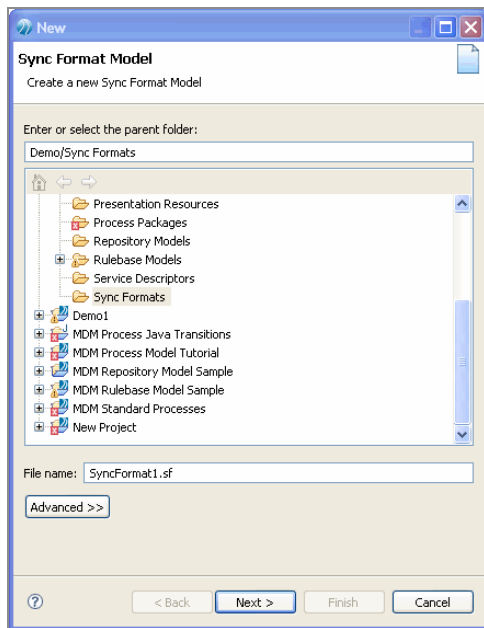 New
Sync Format Model
Create a new Sync Format Model
Enter or select the parent folder:
Demo/Sync Formats
Presentation Resources
Process Packages
Repository Models
Rulebase Models
Service Descriptors
Sync Formats
Demo1
MDM Process Java Transitions
MDM Process Model Tutorial
MDM Repository Model Sample
MDM Rulebase Model Sample
MDM Standard Processes
New Project
File name: SyncFormat1.sf
Advanced >>
? < Back Next > Finish Cancel